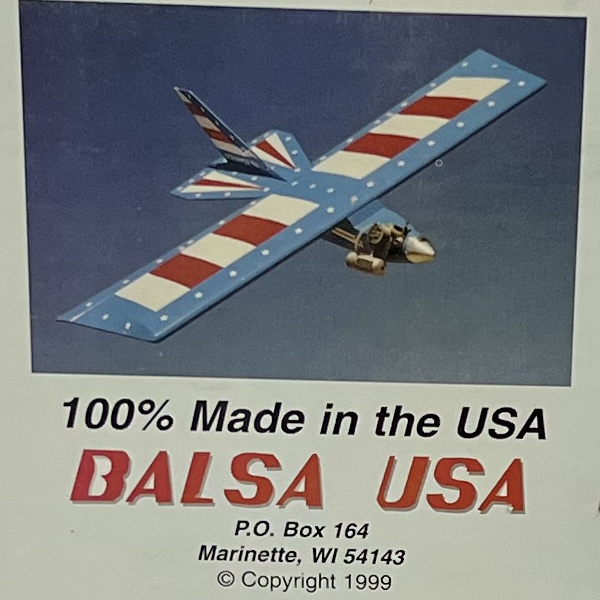 100% Made in the USA
BALSA USA
P.O. Box 164
Marinette, WI 54143
© Copyright 1999